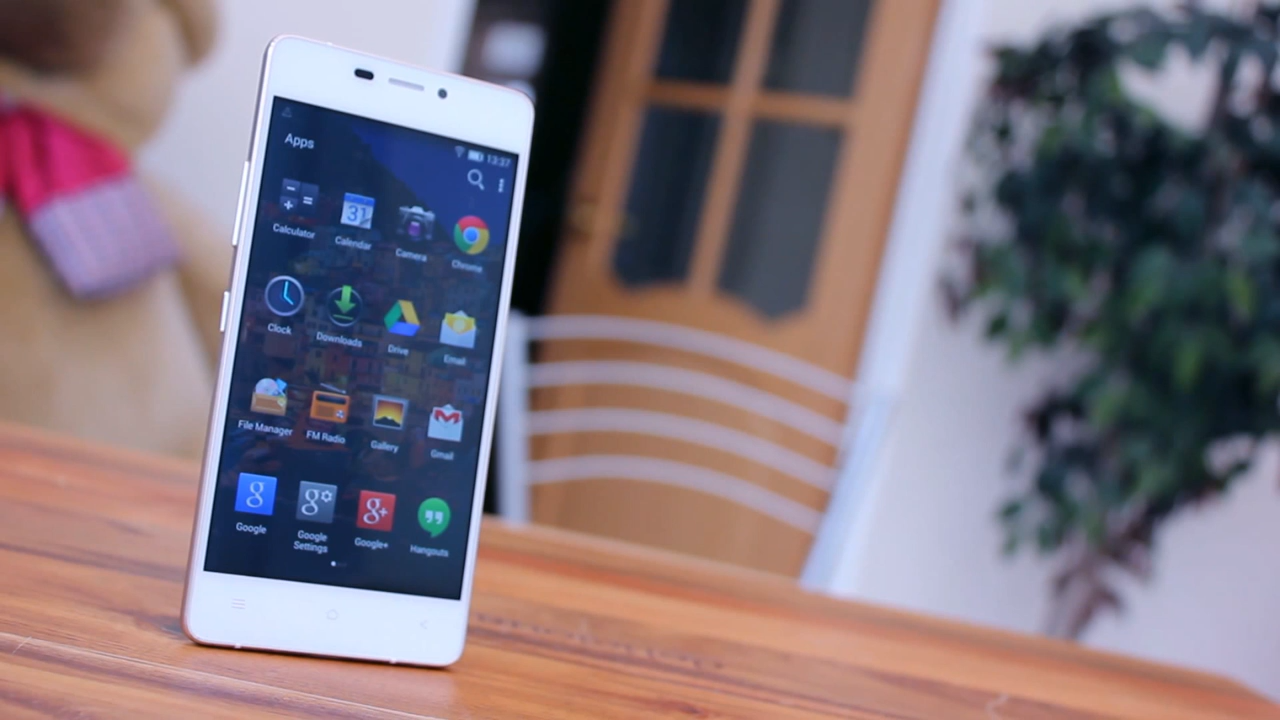 13:37
Apps
31
Calculator
Calendar
Camera
Chrome
Clock
Downloads
Drive
Email
File Manager
FM Radio
Gallery
Gmail
g
g
g+
Google
Google
Settings
Google+
Hangouts